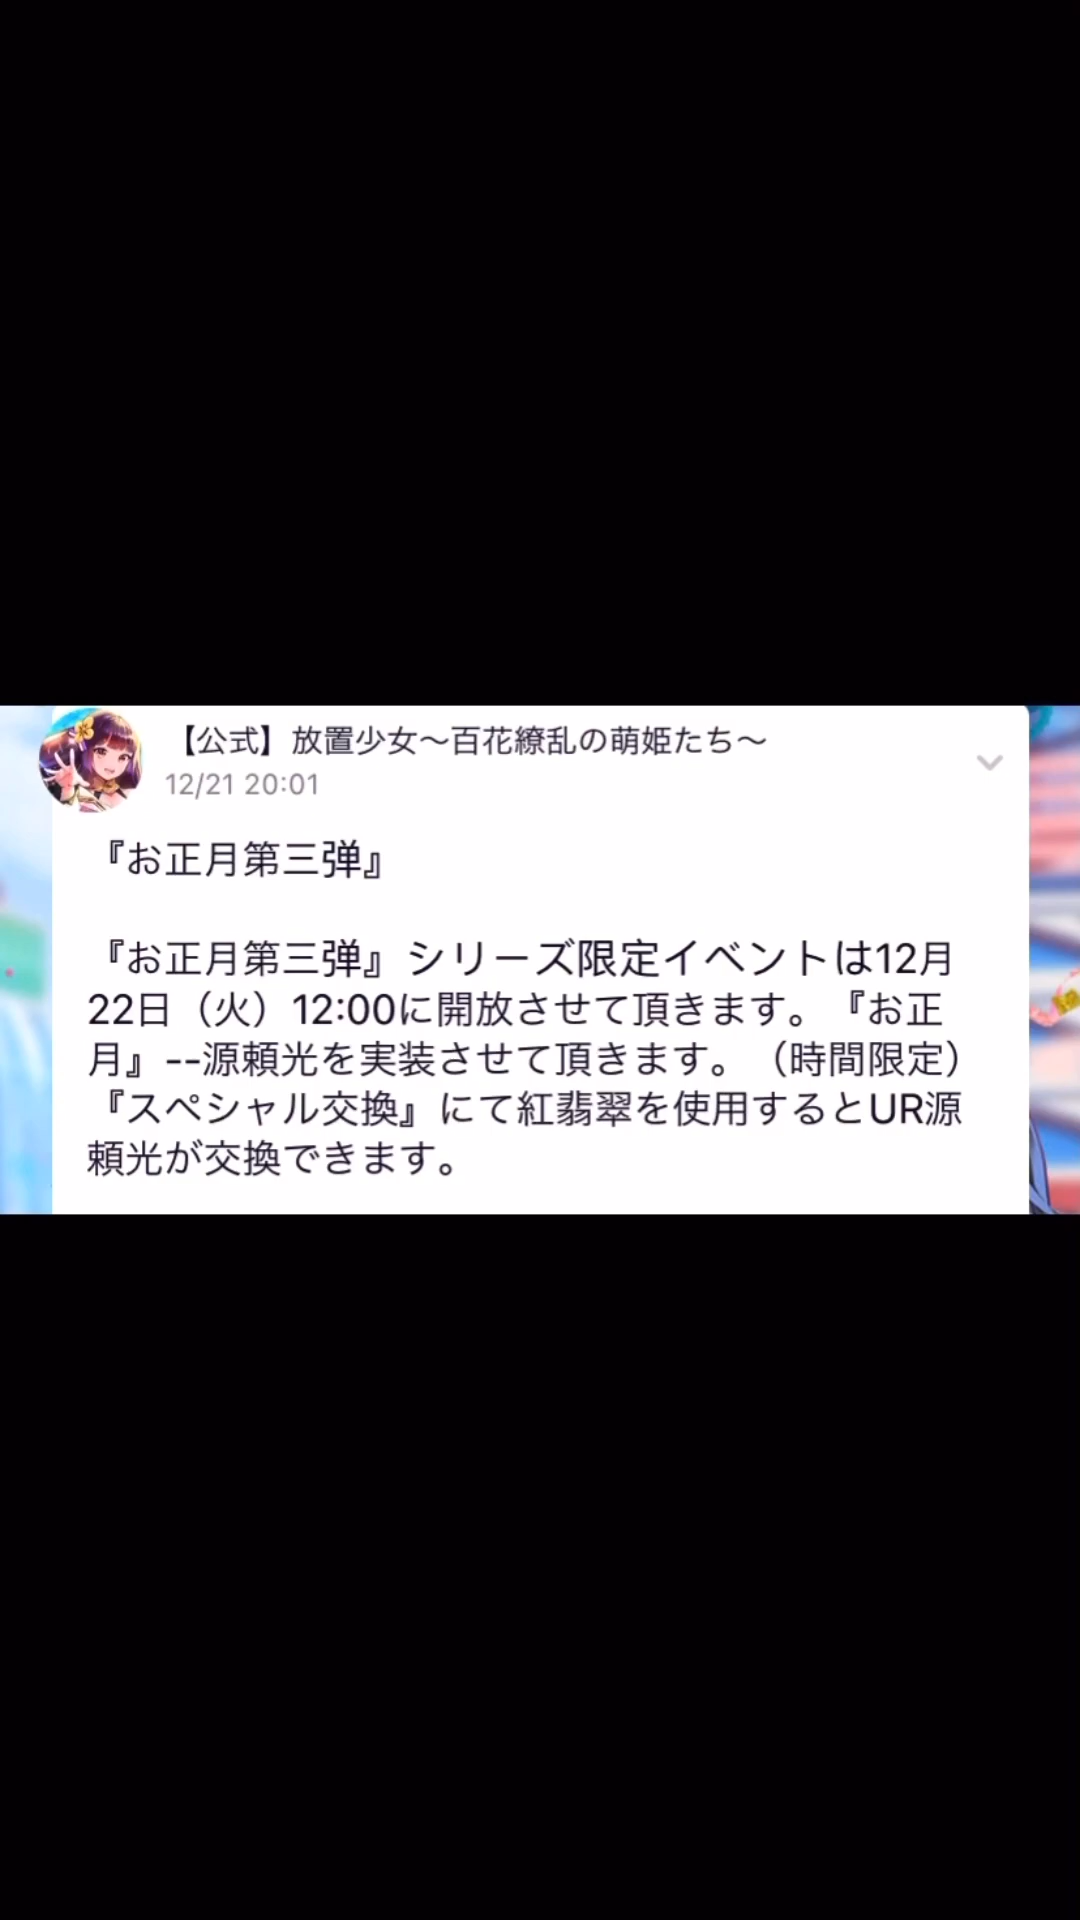 【公式】放置少女〜百花繚乱の萌姫たち〜
12/21 20:01
『お正月第三弾』
『お正月第三弾』シリーズ限定イベントは12月
22日（火）12:00に開放させて頂きます。『お正
月』--源頼光を実装させて頂きます。（時間限定）
『スペシャル交換』にて紅翡翠を使用するとUR源
頼光が交換できます。